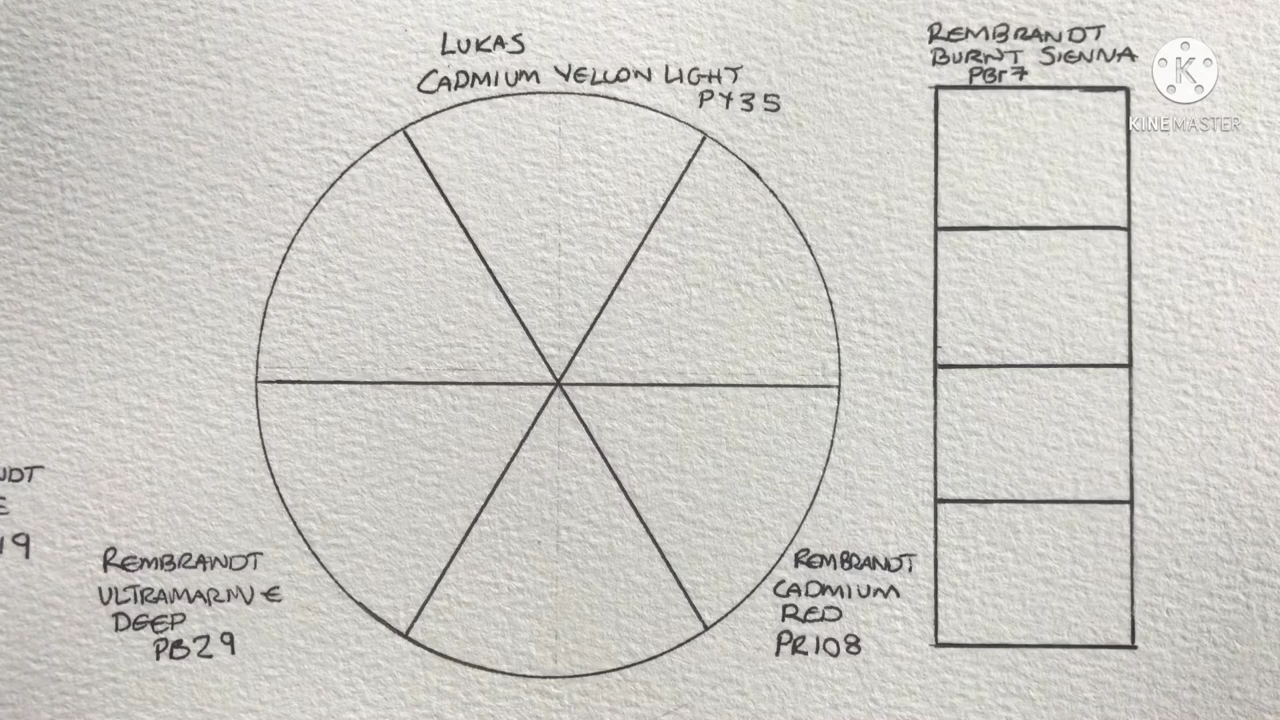 LUKAS
CADMIUM YELLOW LIGHT
PY35
REMBRANDT
BURNT SIENNA
PBr7
KINEMASTER
NDT
E
19
REMBRANDT
ULTRAMARINE
DEEP
PB29
REMBRANDT
CADMIUM
RED
PR108